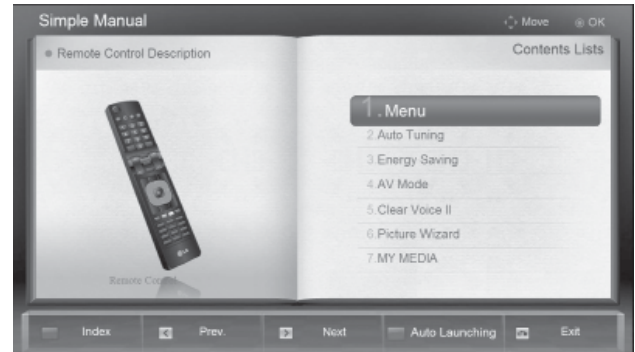 Simple Manual
Move
OK
Remote Control Description
Contents Lists
1.Menu
2.Auto Tuning
3.Energy Saving
4.AV Mode
5.Clear Voice II
6.Picture Wizard
7.MY MEDIA
LG
Remote Control
Index
Prev.
Next
Auto Launching
Exit